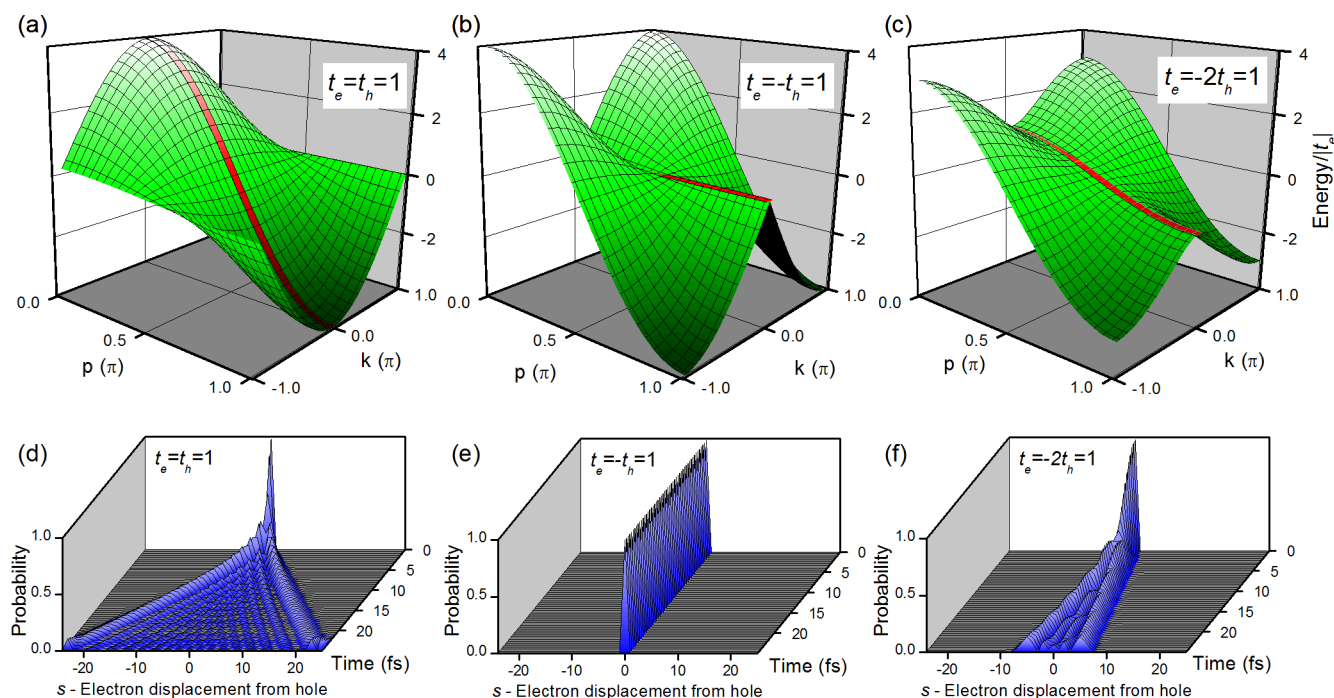 (a)
t_e=t_h=1
0.0
0.5
1.0
p (π)
-1.0
0.0
1.0
k (π)
4
2
0
-2
(b)
t_e=-t_h=1
0.0
0.5
1.0
p (π)
-1.0
0.0
1.0
k (π)
4
2
0
-2
(c)
t_e=-2t_h=1
0.0
0.5
1.0
p (π)
-1.0
0.0
1.0
k (π)
4
2
0
-2
Energy/|t_e|
(d)
t_e=t_h=1
Probability
1.0
0.5
0.0
-20
-10
0
10
20
0
5
10
15
20
Time (fs)
s - Electron displacement from hole
(e)
t_e=-t_h=1
Probability
1.0
0.5
0.0
-20
-10
0
10
20
0
5
10
15
20
Time (fs)
s - Electron displacement from hole
(f)
t_e=-2t_h=1
Probability
1.0
0.5
0.0
-20
-10
0
10
20
0
5
10
15
20
Time (fs)
s - Electron displacement from hole